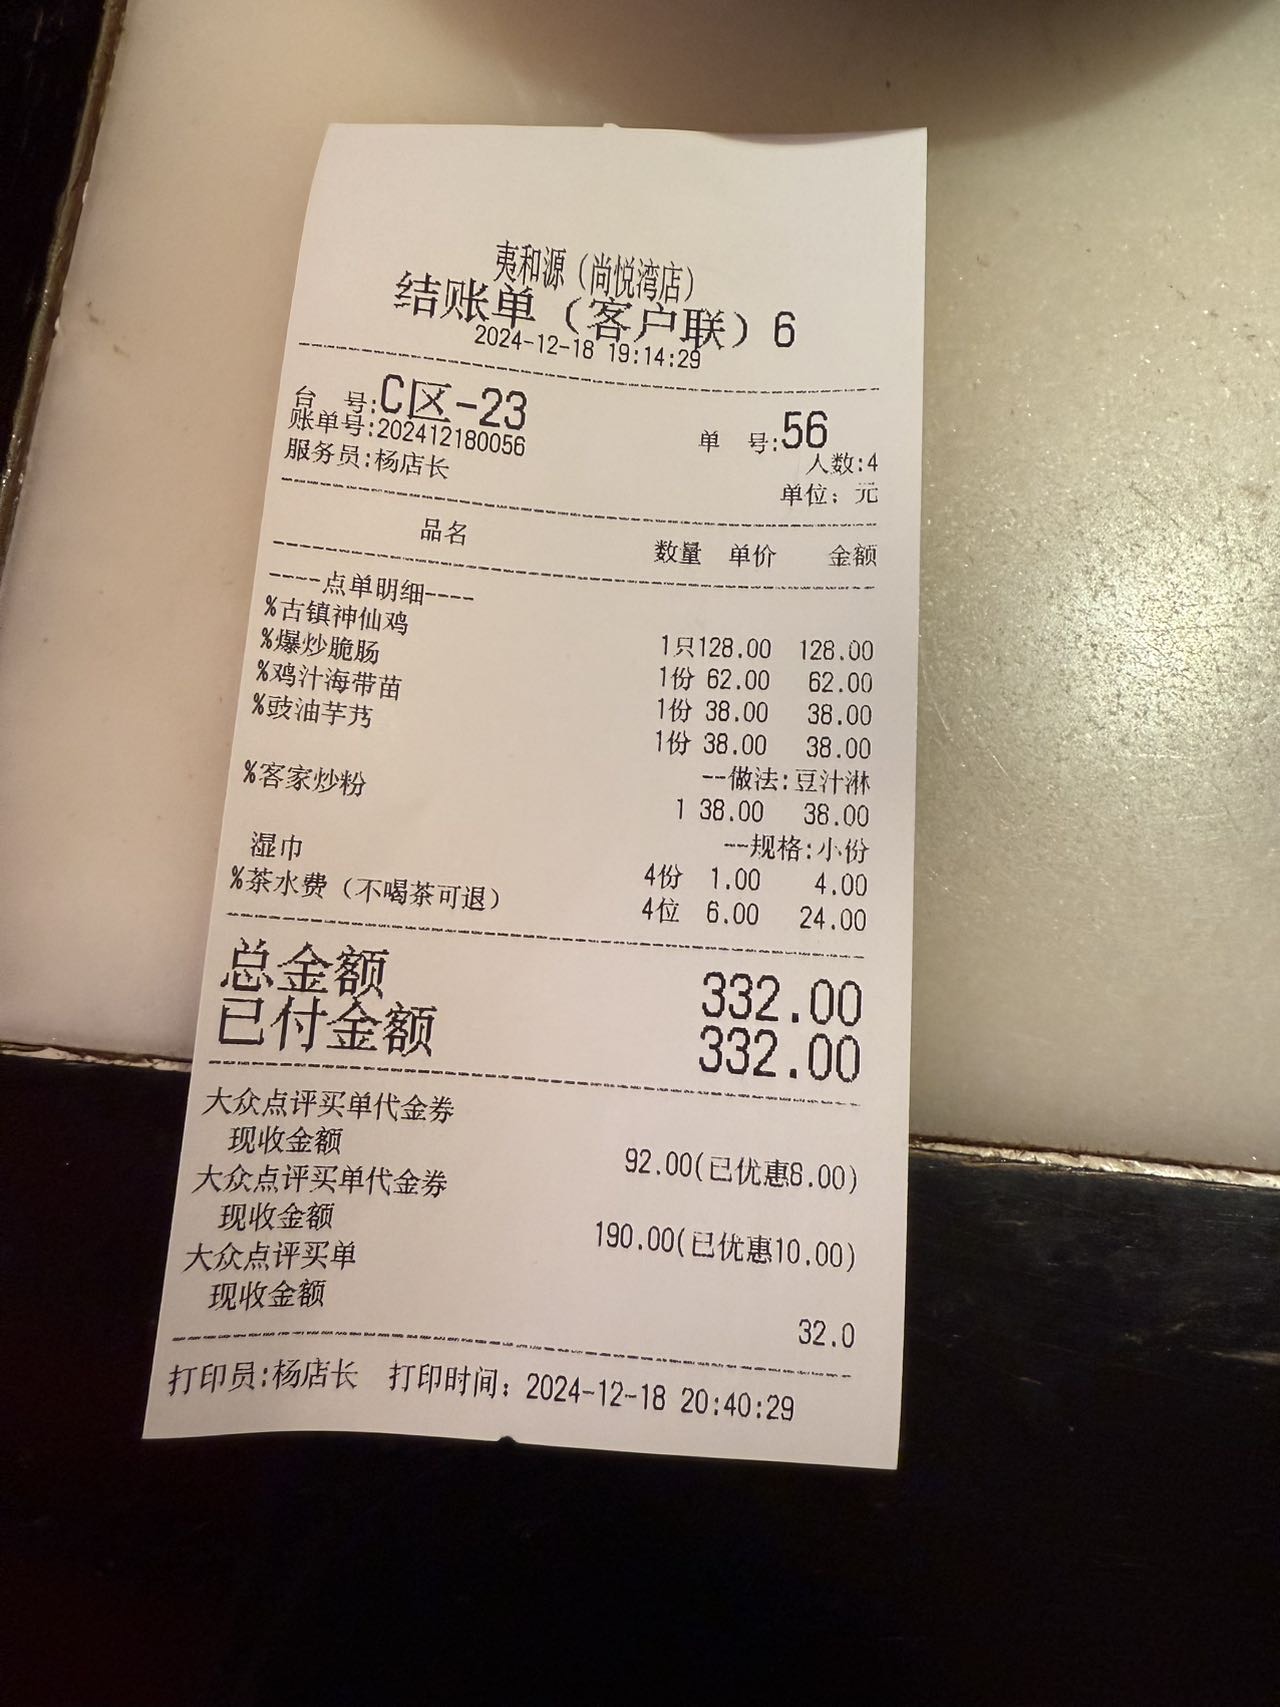 夷和源（尚悦湾店）
结账单（客户联）6
2024-12-18 19:14:29
台 号:C区-23 单 号:56
账单号:202412180056 人数:4
服务员:杨店长 单位：元
品名 数量 单价 金额
----点单明细----
%古镇神仙鸡 1只128.00 128.00
%爆炒脆肠 1份 62.00 62.00
%鸡汁海带苗 1份 38.00 38.00
%豉油芋艿 1份 38.00 38.00
--做法:豆汁淋
%客家炒粉 1 38.00 38.00
--规格:小份
湿巾 4份 1.00 4.00
%茶水费（不喝茶可退） 4位 6.00 24.00
总金额 332.00
已付金额 332.00
大众点评买单代金券
现收金额 92.00(已优惠8.00)
大众点评买单代金券
现收金额 190.00(已优惠10.00)
大众点评买单
现收金额 32.0
打印员:杨店长 打印时间：2024-12-18 20:40:29